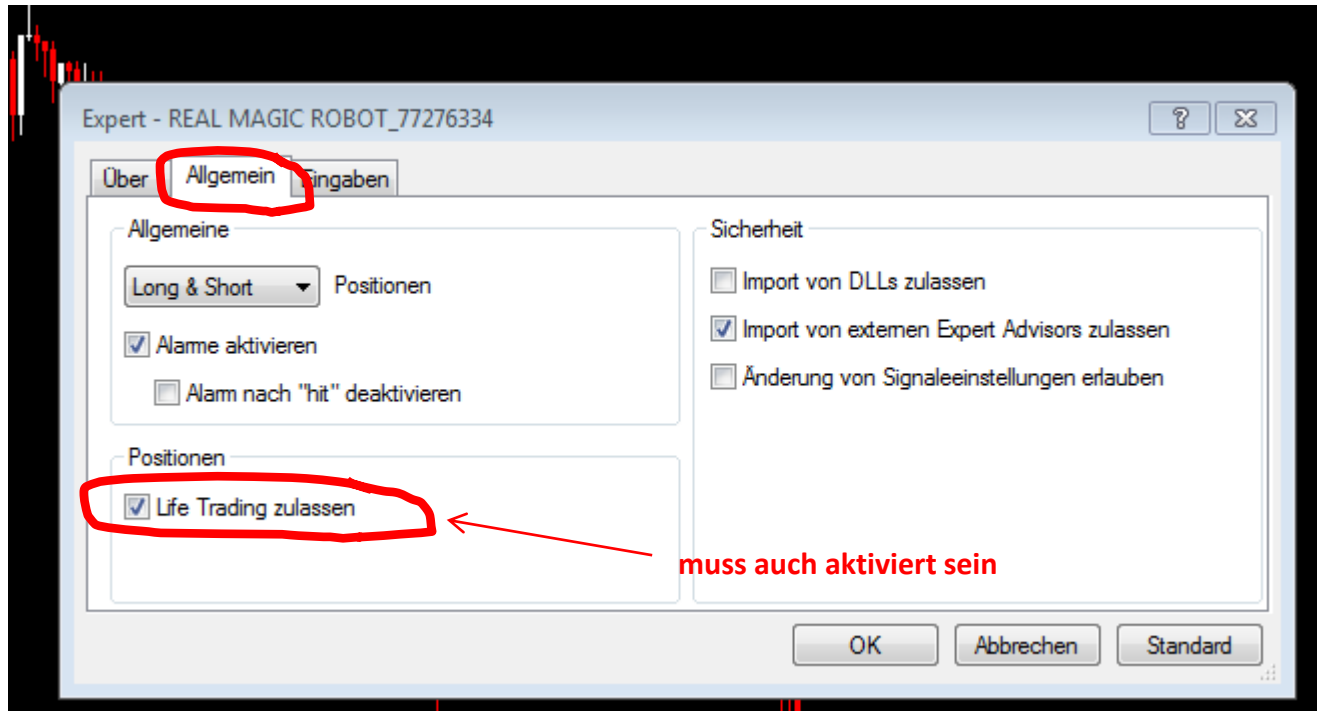 Expert - REAL MAGIC ROBOT_77276334
Über
Allgemein
Eingaben
Allgemeine
Long & Short
Positionen
Alarme aktivieren
Alarm nach "hit" deaktivieren
Positionen
Life Trading zulassen
Sicherheit
Import von DLLs zulassen
Import von externen Expert Advisors zulassen
Änderung von Signaleeinstellungen erlauben
muss auch aktiviert sein
OK
Abbrechen
Standard